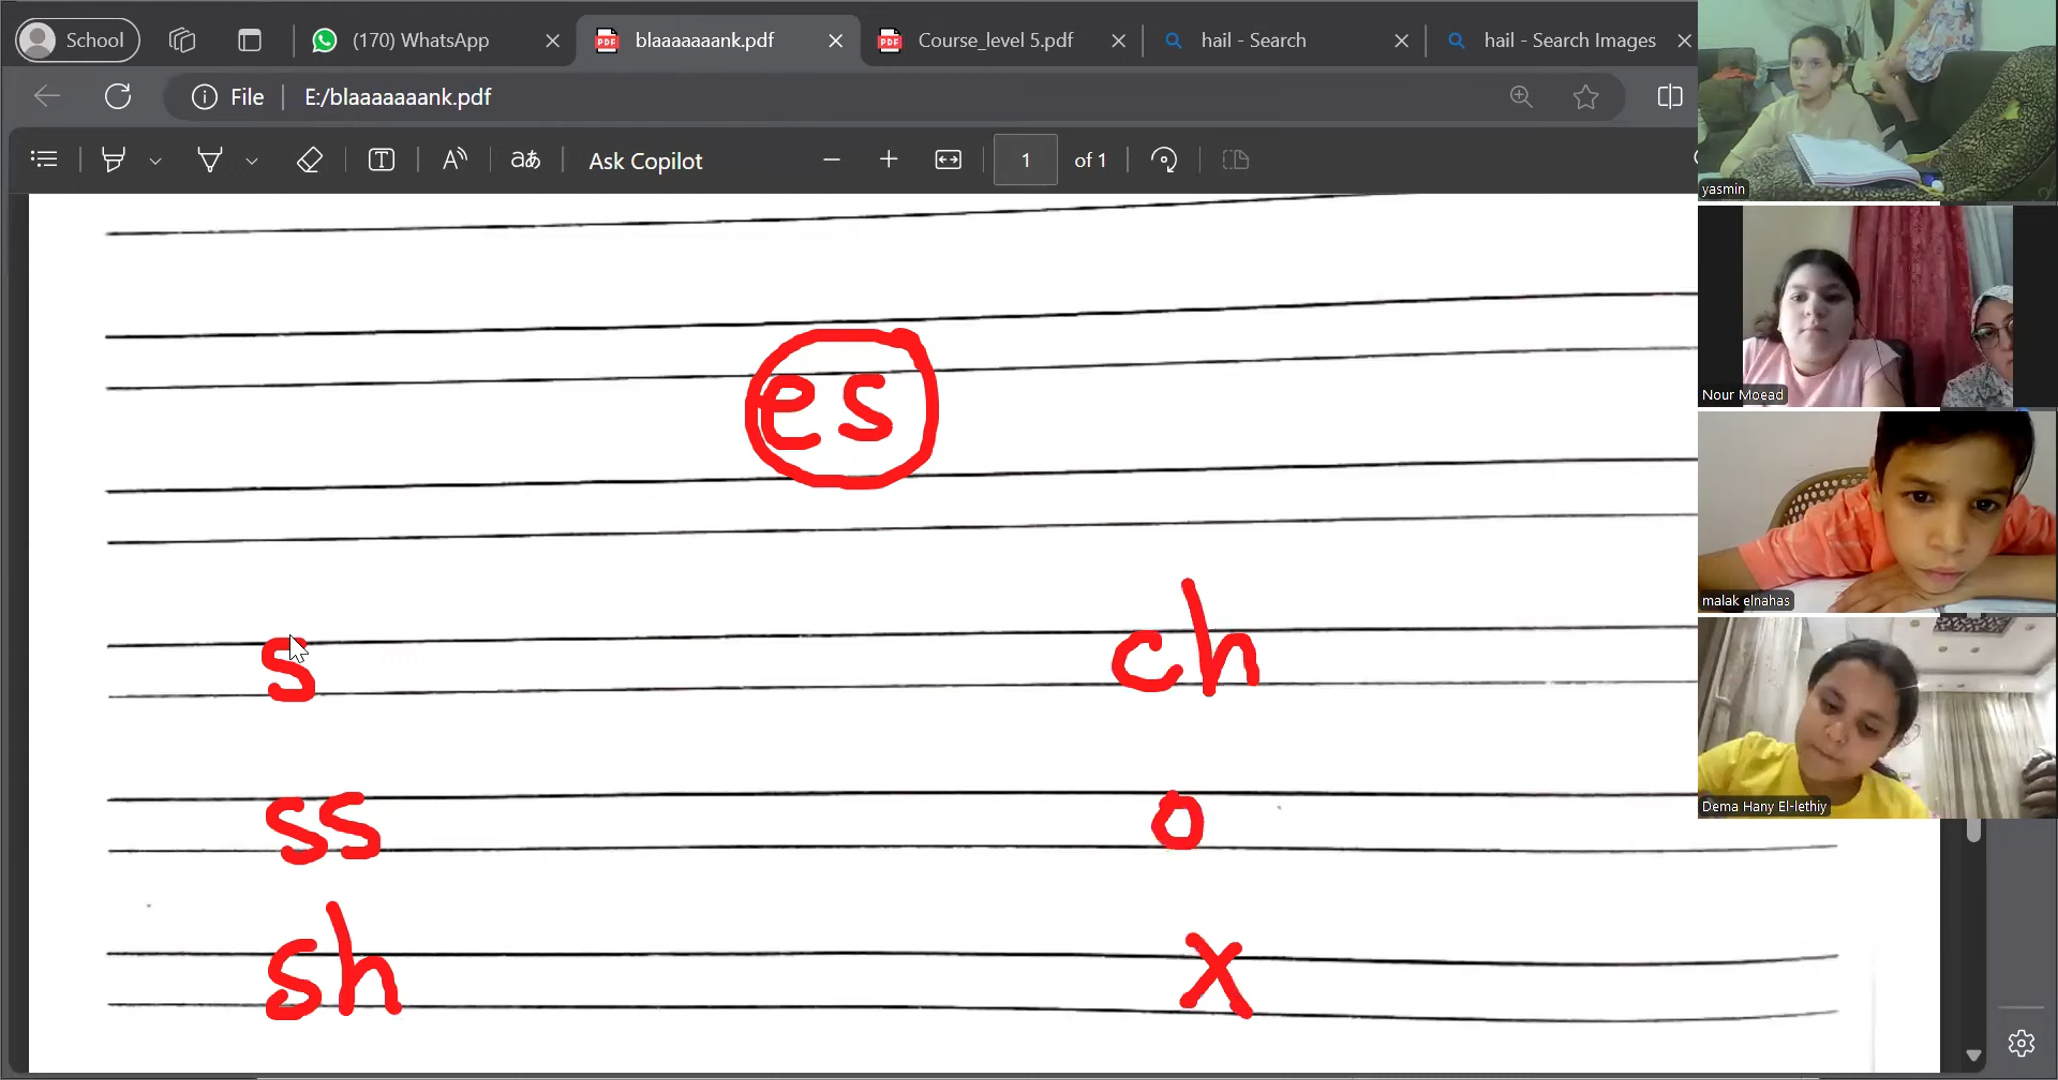 School (170) WhatsApp blaaaaaaank.pdf Course_level 5.pdf hail - Search hail - Search Images
File E:/blaaaaaaank.pdf
Ask Copilot 1 of 1
yasmin
Nour Moead
malak elnahas
Dema Hany El-lethiy
es
s ch
ss o
sh x